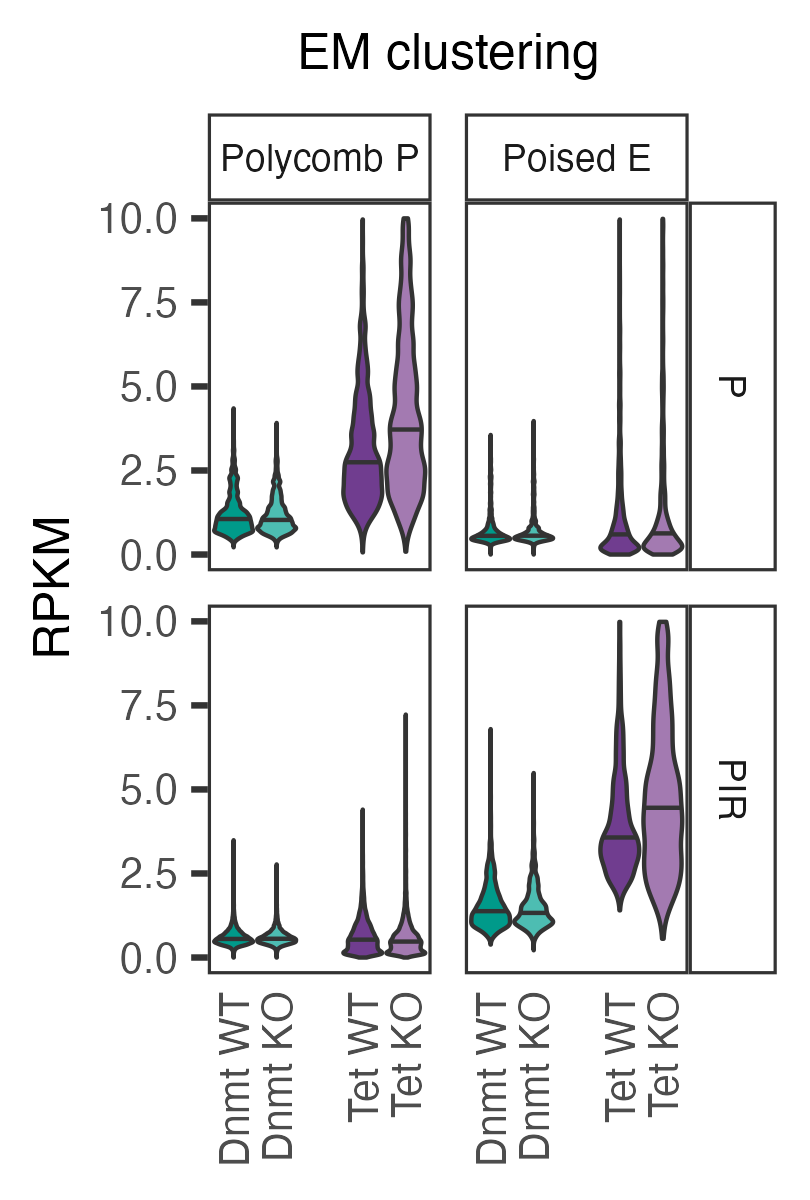 EM clustering
Polycomb P
Poised E
10.0
7.5
5.0
2.5
0.0
P
RPKM
10.0
7.5
5.0
2.5
0.0
PIR
Dnmt WT
Dnmt KO
Tet WT
Tet KO
Dnmt WT
Dnmt KO
Tet WT
Tet KO